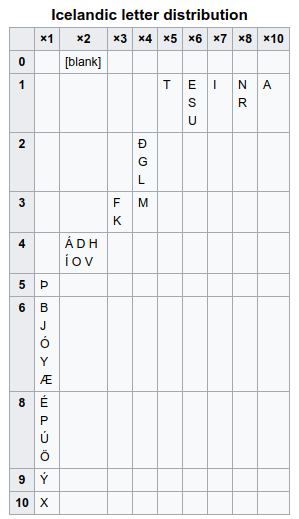 Icelandic letter distribution
×1 ×2 ×3 ×4 ×5 ×6 ×7 ×8 ×10
0 [blank]
1 T E I N A
S R
U
2 Ð
G
L
3 F M
K
4 Á D H
Í O V
5 Þ
6 B
J
Ó
Y
Æ
8 É
P
Ú
Ö
9 Ý
10 X